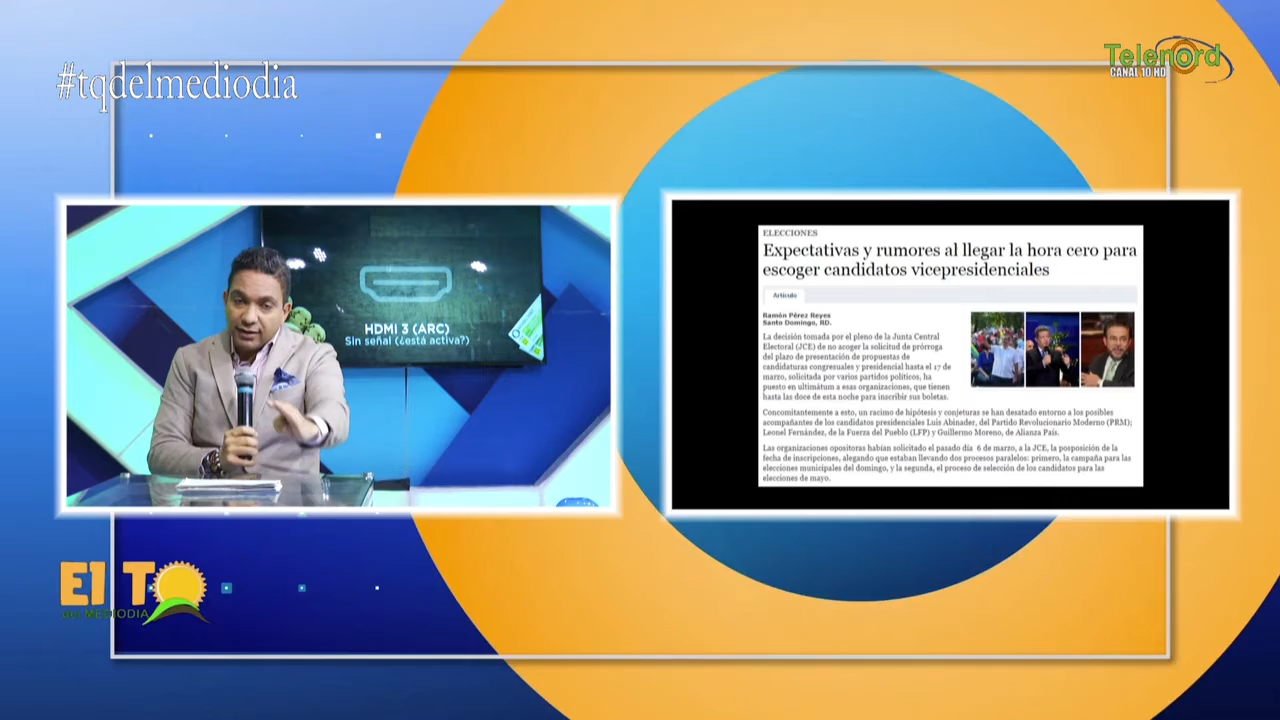 #tqdelmediodia
Telenord
CANAL 10 HD
HDMI 3 (ARC)
Sin señal (¿está activa?)
ELECCIONES
Expectativas y rumores al llegar la hora cero para
escoger candidatos vicepresidenciales
Artículo
Ramón Pérez Reyes
Santo Domingo, RD.
La decisión tomada por el pleno de la Junta Central
Electoral (JCE) de no acoger la solicitud de prórroga
del plazo de presentación de propuestas de
candidaturas congresuales y presidencial hasta el 17 de
marzo, solicitada por varios partidos políticos, ha
puesto en ultimátum a esas organizaciones, que tienen
hasta las doce de esta noche para inscribir sus boletas.
Concomitantemente a esto, un racimo de hipótesis y conjeturas se han desatado entorno a los posibles
acompañantes de los candidatos presidenciales Luis Abinader, del Partido Revolucionario Moderno (PRM);
Leonel Fernández, de la Fuerza del Pueblo (LFP) y Guillermo Moreno, de Alianza País.
Las organizaciones opositoras habían solicitado el pasado día 6 de marzo, a la JCE, la posposición de la
fecha de inscripciones, alegando que estaban llevando dos procesos paralelos: primero, la campaña para las
elecciones municipales del domingo, y la segunda, el proceso de selección de los candidatos para las
elecciones de mayo.
El T
del MEDIODIA